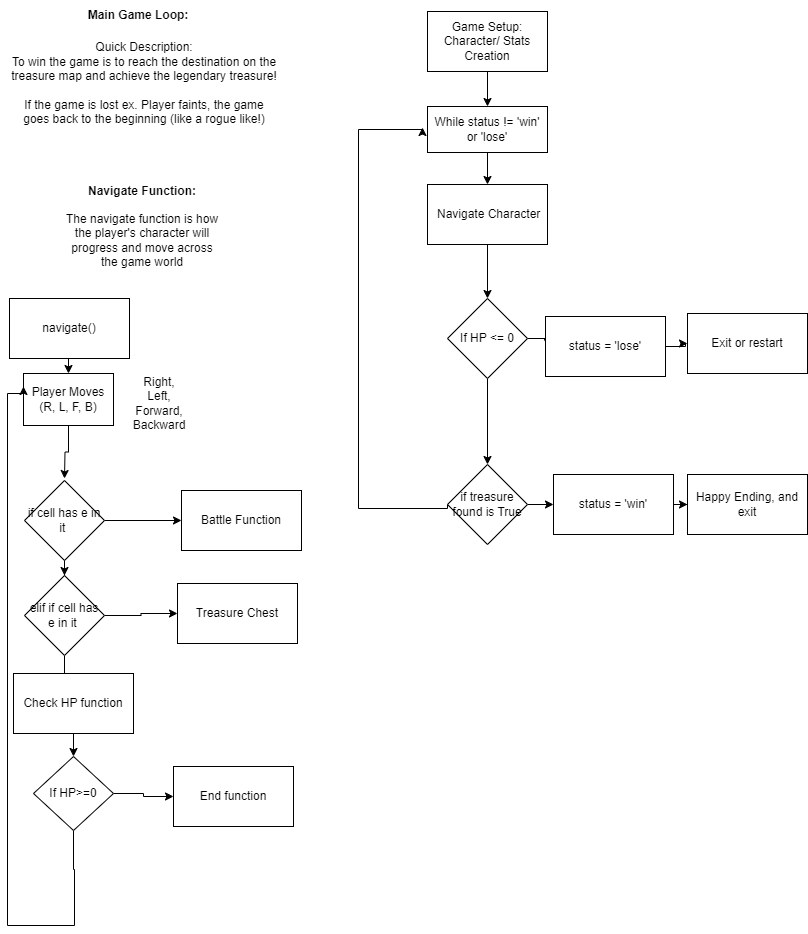 Main Game Loop:
Quick Description:
To win the game is to reach the destination on the
treasure map and achieve the legendary treasure!
If the game is lost ex. Player faints, the game
goes back to the beginning (like a rogue like!)
Navigate Function:
The navigate function is how
the player's character will
progress and move across
the game world
navigate()
Player Moves
(R, L, F, B)
Right,
Left,
Forward,
Backward
if cell has e in
it
Battle Function
elif if cell has
e in it
Treasure Chest
Check HP function
If HP>=0
End function
Game Setup:
Character/ Stats
Creation
While status != 'win'
or 'lose'
Navigate Character
If HP <= 0
status = 'lose'
Exit or restart
if treasure
found is True
status = 'win'
Happy Ending, and
exit